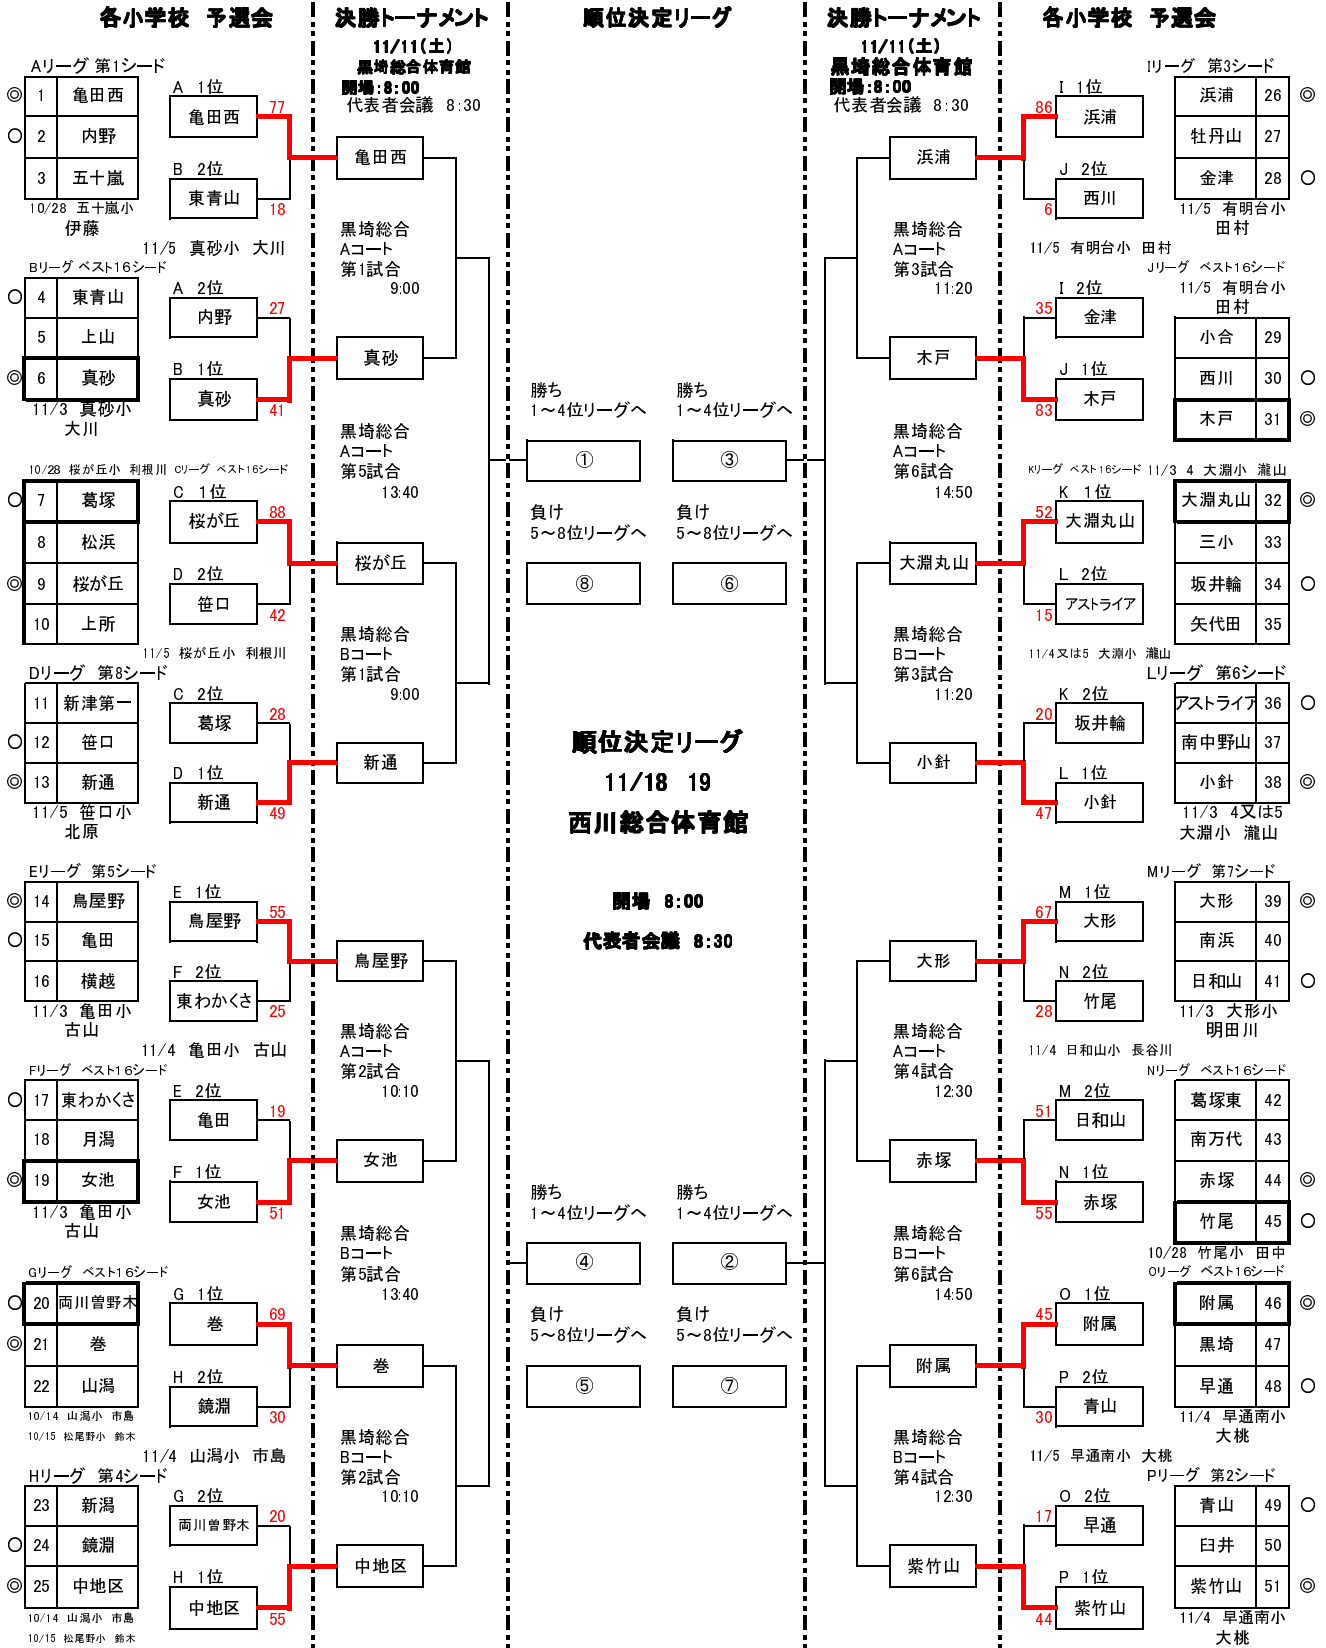 各小学校 予選会
決勝トーナメント
順位決定リーグ
決勝トーナメント
各小学校 予選会
11/11(土)
黒埼総合体育館
開場:8:00
代表者会議 8:30
11/11(土)
黒埼総合体育館
開場:8:00
代表者会議 8:30
Aリーグ 第1シード
◎ 1 亀田西
○ 2 内野
3 五十嵐
10/28 五十嵐小
伊藤
A 1位
亀田西 77
B 2位
東青山 18
11/5 真砂小 大川
Bリーグ ベスト16シード
○ 4 東青山
5 上山
◎ 6 真砂
11/3 真砂小
大川
A 2位
内野 27
B 1位
真砂 41
10/28 桜が丘小 利根川 Cリーグ ベスト16シード
○ 7 葛塚
8 松浜
◎ 9 桜が丘
10 上所
C 1位
桜が丘 88
D 2位
笹口 42
11/5 桜が丘小 利根川
Dリーグ 第8シード
11 新津第一
○ 12 笹口
◎ 13 新通
11/5 笹口小
北原
C 2位
葛塚 28
D 1位
新通 49
Eリーグ 第5シード
◎ 14 鳥屋野
○ 15 亀田
16 横越
11/3 亀田小
古山
E 1位
鳥屋野 55
F 2位
東わかくさ 25
11/4 亀田小 古山
Fリーグ ベスト16シード
○ 17 東わかくさ
18 月潟
◎ 19 女池
11/3 亀田小
古山
E 2位
亀田 19
F 1位
女池 51
Gリーグ ベスト16シード
○ 20 両川曽野木
◎ 21 巻
22 山潟
10/14 山潟小 市島
10/15 松尾野小 鈴木
G 1位
巻 69
H 2位
鏡淵 30
11/4 山潟小 市島
Hリーグ 第4シード
23 新潟
○ 24 鏡淵
◎ 25 中地区
10/14 山潟小 市島
10/15 松尾野小 鈴木
G 2位
両川曽野木 20
H 1位
中地区 55
亀田西
黒埼総合
Aコート
第1試合
9:00
真砂
黒埼総合
Aコート
第5試合
13:40
桜が丘
黒埼総合
Bコート
第1試合
9:00
新通
鳥屋野
黒埼総合
Aコート
第2試合
10:10
女池
黒埼総合
Bコート
第5試合
13:40
巻
黒埼総合
Bコート
第2試合
10:10
中地区
勝ち
1～4位リーグへ
①
負け
5～8位リーグへ
⑧
勝ち
1～4位リーグへ
③
負け
5～8位リーグへ
⑥
順位決定リーグ
11/18 19
西川総合体育館
開場 8:00
代表者会議 8:30
勝ち
1～4位リーグへ
④
負け
5～8位リーグへ
⑤
勝ち
1～4位リーグへ
②
負け
5～8位リーグへ
⑦
浜浦
黒埼総合
Aコート
第3試合
11:20
木戸
黒埼総合
Aコート
第6試合
14:50
大淵丸山
黒埼総合
Bコート
第3試合
11:20
小針
大形
黒埼総合
Aコート
第4試合
12:30
赤塚
黒埼総合
Bコート
第6試合
14:50
附属
黒埼総合
Bコート
第4試合
12:30
紫竹山
Iリーグ 第3シード
浜浦 26 ◎
牡丹山 27
金津 28 ○
11/5 有明台小
田村
I 1位
86 浜浦
J 2位
6 西川
11/5 有明台小 田村
Jリーグ ベスト16シード
11/5 有明台小
田村
小合 29
西川 30 ○
木戸 31 ◎
I 2位
35 金津
J 1位
83 木戸
Kリーグ ベスト16シード 11/3 4 大淵小 瀧山
大淵丸山 32 ◎
三小 33
坂井輪 34 ○
矢代田 35
K 1位
52 大淵丸山
L 2位
15 アストライア
11/4又は5 大淵小 瀧山
Lリーグ 第6シード
アストライア 36 ○
南中野山 37
小針 38 ◎
11/3 4又は5
大淵小 瀧山
K 2位
20 坂井輪
L 1位
47 小針
Mリーグ 第7シード
大形 39 ◎
南浜 40
日和山 41 ○
11/3 大形小
明田川
M 1位
67 大形
N 2位
28 竹尾
11/4 日和山小 長谷川
Nリーグ ベスト16シード
葛塚東 42
南万代 43
赤塚 44 ◎
竹尾 45 ○
10/28 竹尾小 田中
M 2位
51 日和山
N 1位
55 赤塚
Oリーグ ベスト16シード
附属 46 ◎
黒埼 47
早通 48 ○
11/4 早通南小
大桃
O 1位
45 附属
P 2位
30 青山
11/5 早通南小 大桃
Pリーグ 第2シード
青山 49 ○
臼井 50
紫竹山 51 ◎
11/4 早通南小
大桃
O 2位
17 早通
P 1位
44 紫竹山